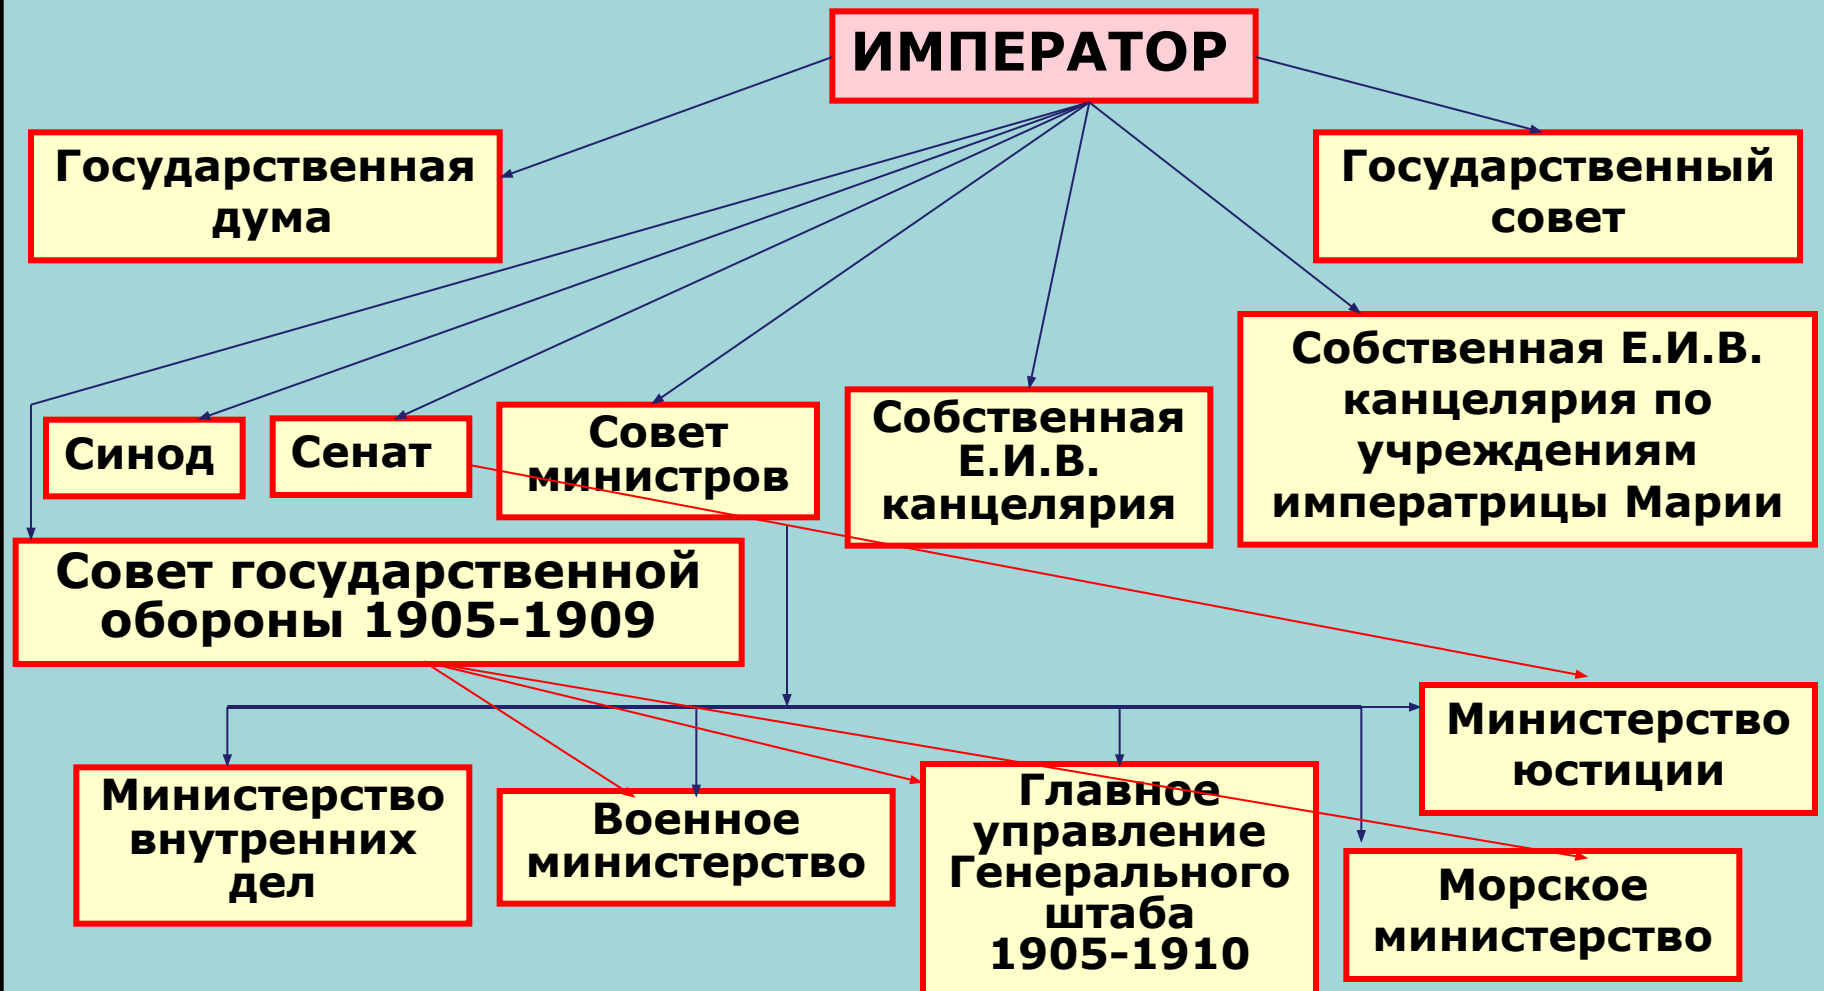 ИМПЕРАТОР
Государственная
дума
Государственный
совет
Синод
Сенат
Совет
министров
Собственная
Е.И.В.
канцелярия
Собственная Е.И.В.
канцелярия по
учреждениям
императрицы Марии
Совет государственной
обороны 1905-1909
Министерство
внутренних
дел
Военное
министерство
Главное
управление
Генерального
штаба
1905-1910
Министерство
юстиции
Морское
министерство